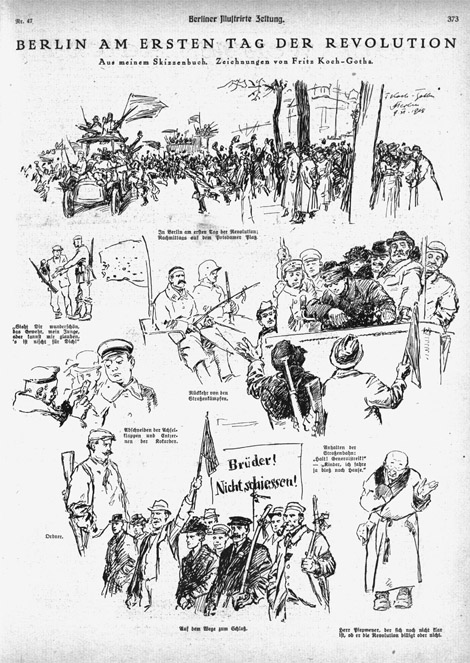 Nr. 47
Berliner Illustrirte Zeitung.
373
BERLIN AM ERSTEN TAG DER REVOLUTION
Aus meinem Skizzenbuch. Zeichnungen von Fritz Koch-Gotha.
In Berlin am ersten Tag der Revolution:
Nachmittags auf dem Potsdamer Platz.
das Gewehr, mein Junge,
aber kannst mir glauben,
's is nischt für Dich!"
Rückkehr von den
Straßenkämpfen.
Abschneiden der Achsel-
klappen und Entfer-
nen der Kokarden.
Anhalten der
Straßenbahn:
„Halt! Generalstreik!"
— „Kinder, ich fahre
ja bloß nach Hause."
Brüder!
Nicht schiessen!
Ordner.
Auf dem Wege zum Schloß.
Herr Piepmeyer, der sich noch nicht klar
ist, ob er die Revolution billigt oder nicht.